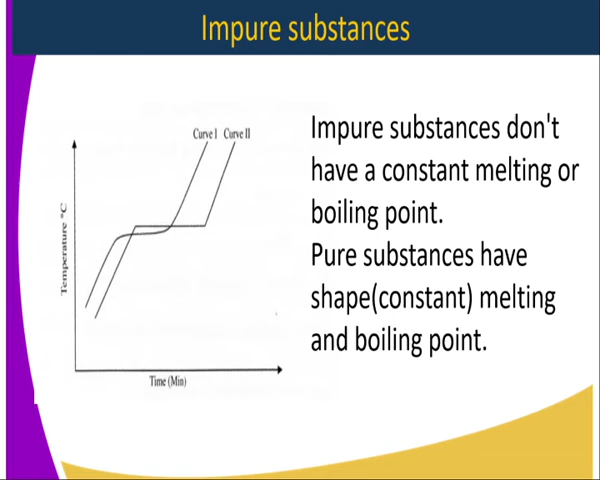 Impure substances
Curve I Curve II
Temperature °C
Time (Min)
Impure substances don't
have a constant melting or
boiling point.
Pure substances have
shape(constant) melting
and boiling point.